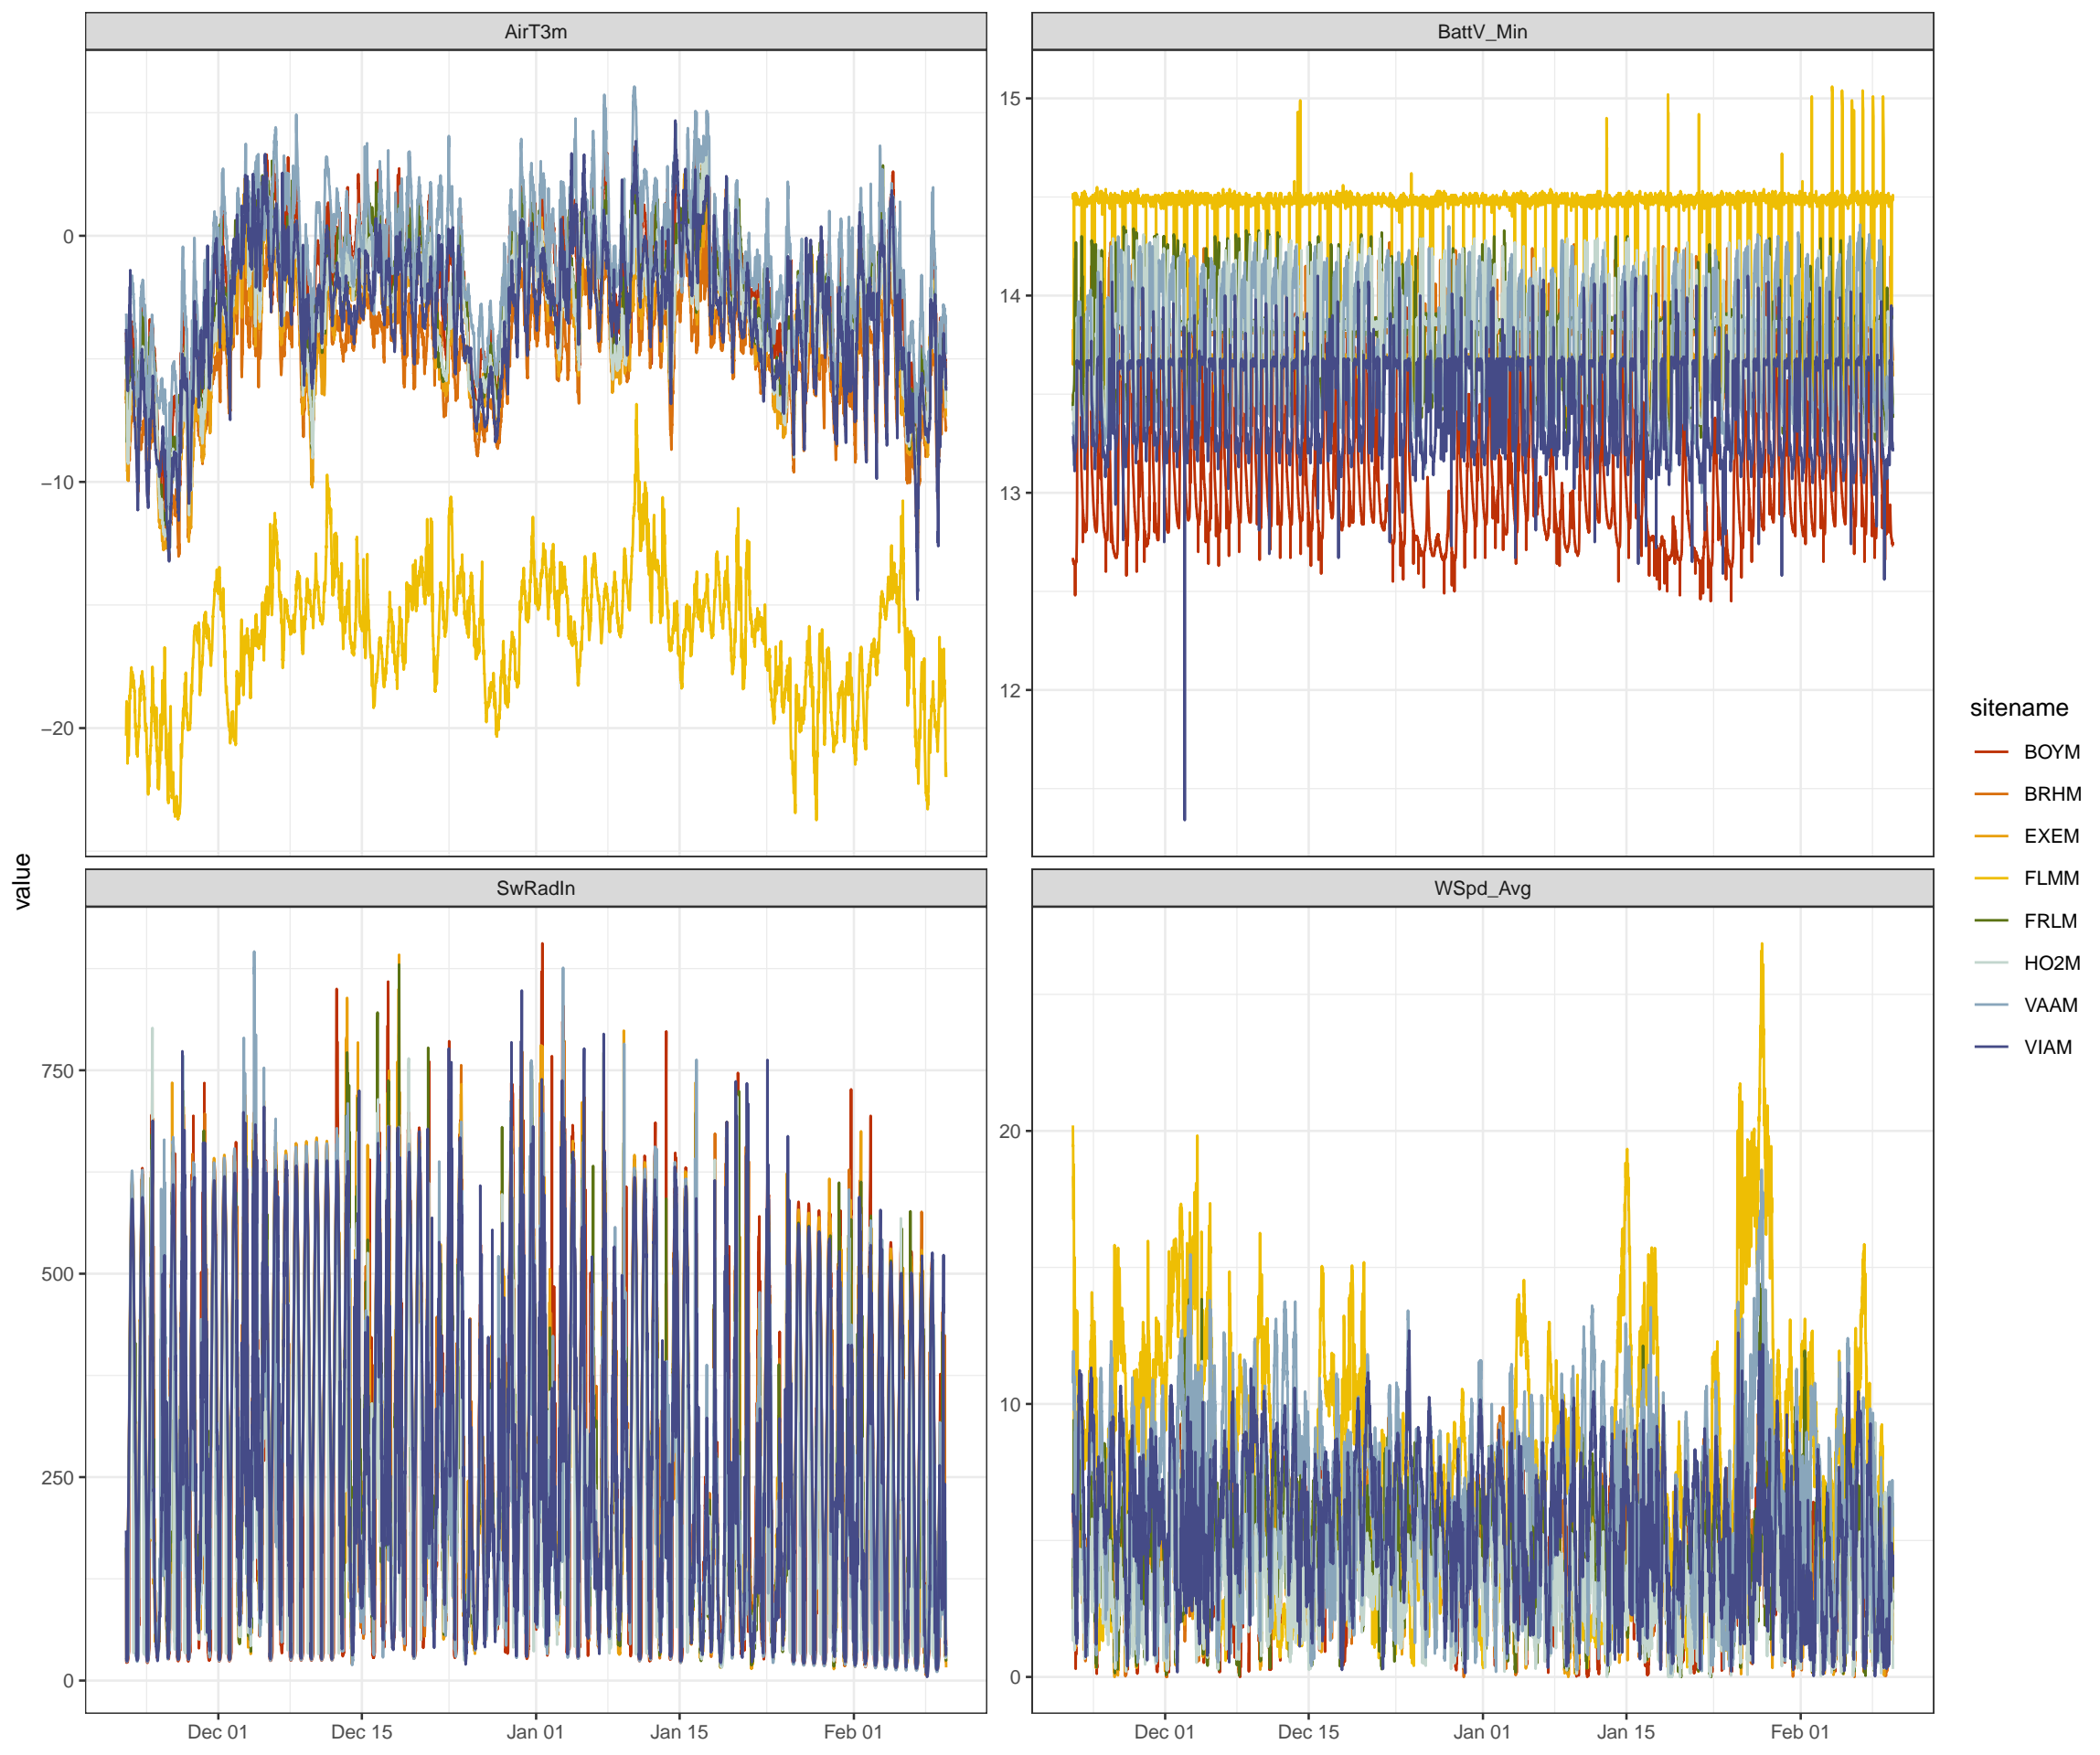 AirT3m
BattV_Min
0
−10
−20
15
14
13
12
SwRadIn
WSpd_Avg
750
500
250
0
20
10
0
Dec 01 Dec 15 Jan 01 Jan 15 Feb 01
Dec 01 Dec 15 Jan 01 Jan 15 Feb 01
value
sitename
BOYM
BRHM
EXEM
FLMM
FRLM
HO2M
VAAM
VIAM